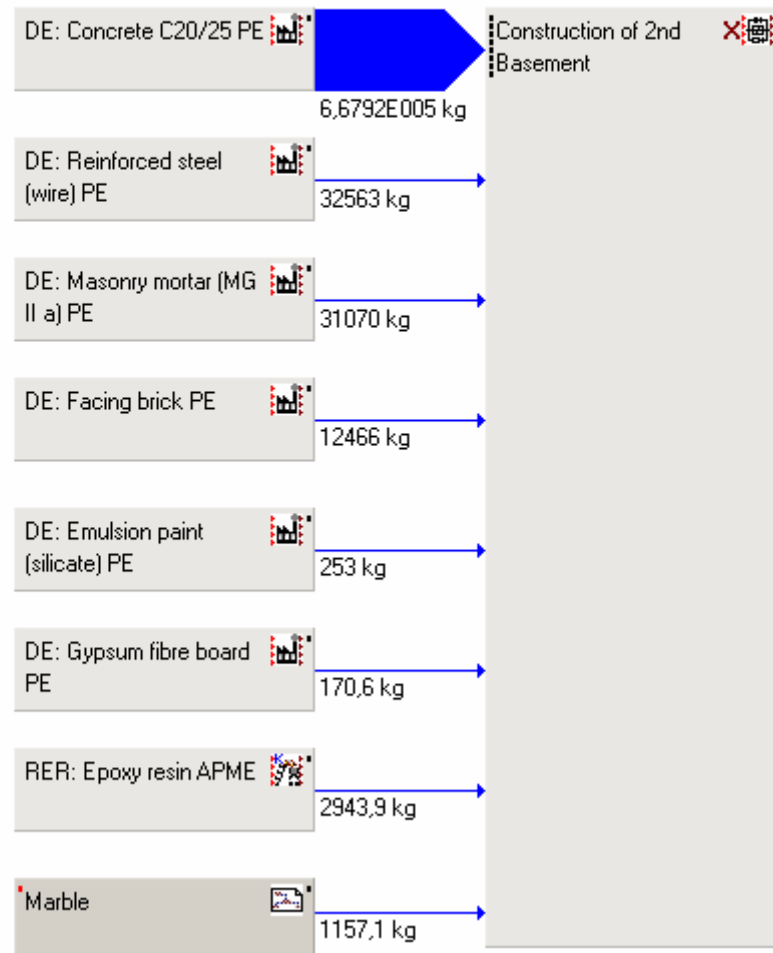 DE: Concrete C20/25 PE
Construction of 2nd
Basement
6,6792E005 kg
DE: Reinforced steel
(wire) PE
32563 kg
DE: Masonry mortar (MG
II a) PE
31070 kg
DE: Facing brick PE
12466 kg
DE: Emulsion paint
(silicate) PE
253 kg
DE: Gypsum fibre board
PE
170,6 kg
RER: Epoxy resin APME
2943,9 kg
Marble
1157,1 kg